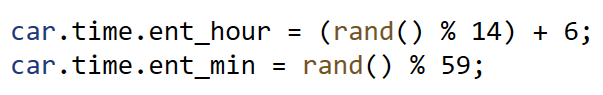 car.time.ent_hour = (rand() % 14) + 6;
car.time.ent_min = rand() % 59;